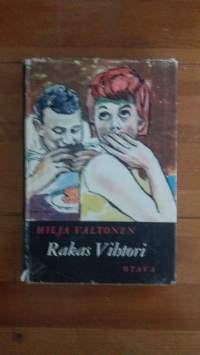 HILJA VALTONEN
Rakas Vihtori
OTAVA